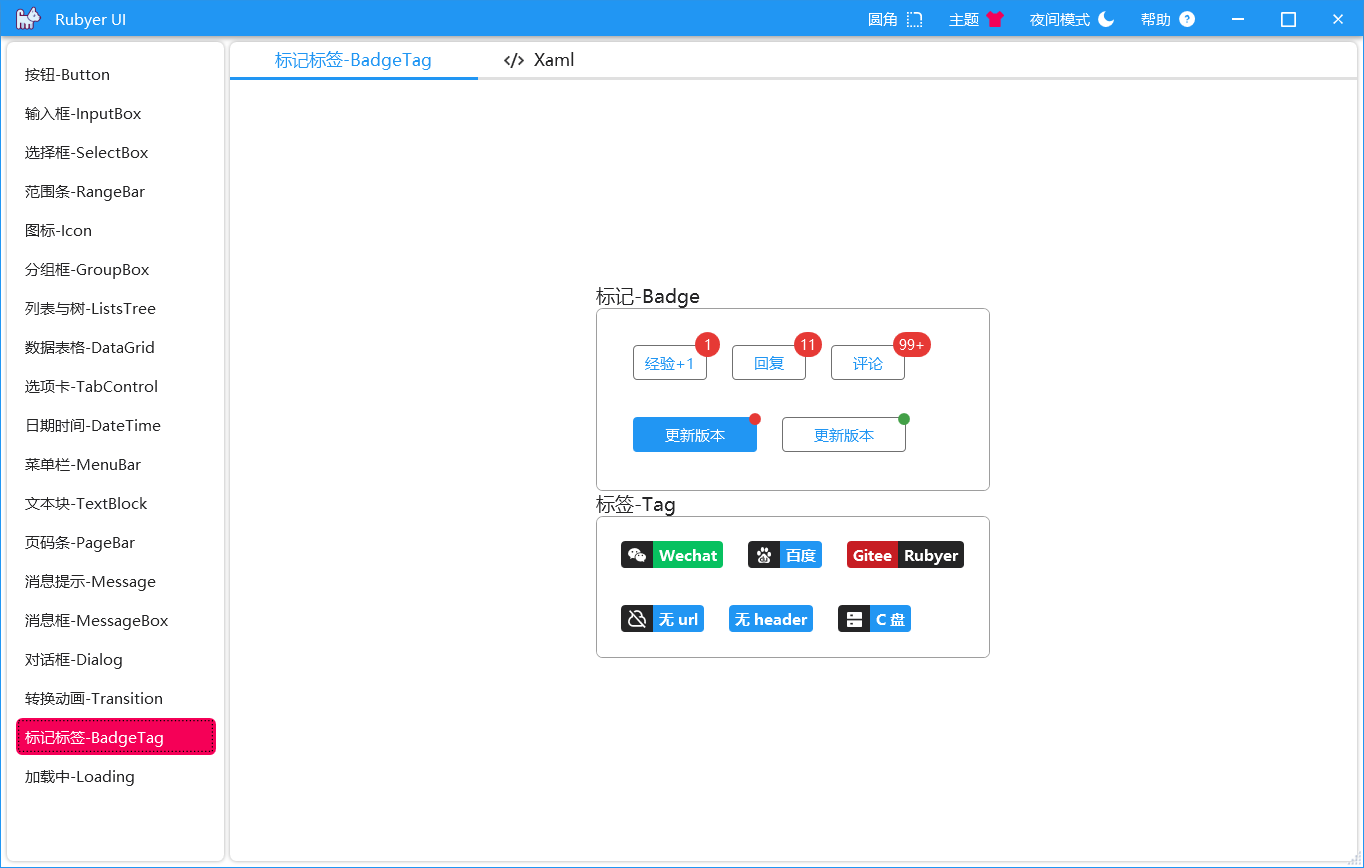 Rubyer UI
圆角
主题
夜间模式
帮助
按钮-Button
输入框-InputBox
选择框-SelectBox
范围条-RangeBar
图标-Icon
分组框-GroupBox
列表与树-ListsTree
数据表格-DataGrid
选项卡-TabControl
日期时间-DateTime
菜单栏-MenuBar
文本块-TextBlock
页码条-PageBar
消息提示-Message
消息框-MessageBox
对话框-Dialog
转换动画-Transition
标记标签-BadgeTag
加载中-Loading
标记标签-BadgeTag
</> Xaml
标记-Badge
经验+1 1
回复 11
评论 99+
更新版本
更新版本
标签-Tag
Wechat
百度
Gitee Rubyer
无 url
无 header
C 盘